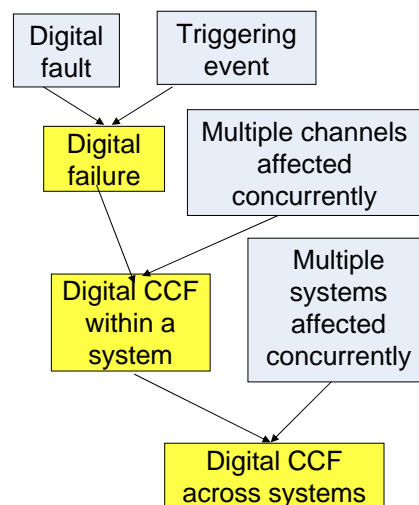 Digital
fault
Triggering
event
Digital
failure
Multiple channels
affected
concurrently
Multiple
systems
affected
concurrently
Digital CCF
within a
system
Digital CCF
across systems